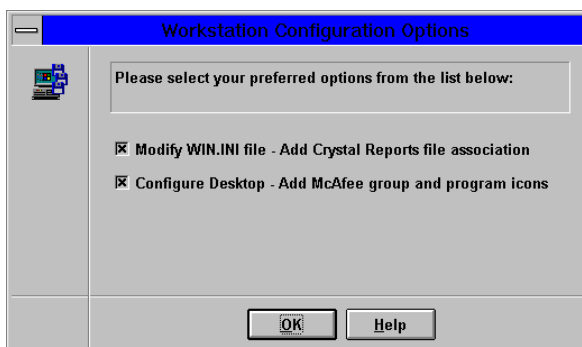 Workstation Configuration Options
Please select your preferred options from the list below:
Modify WIN.INI file - Add Crystal Reports file association
Configure Desktop - Add McAfee group and program icons
OK Help